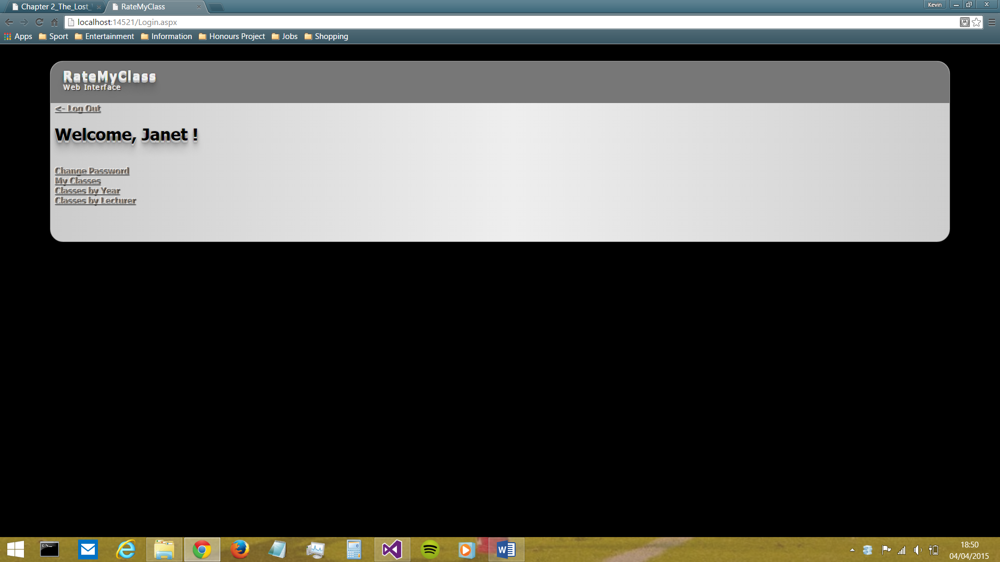 Chapter 2_The_Lost_
RateMyClass
Kevin
localhost:14521/Login.aspx
Apps
Sport
Entertainment
Information
Honours Project
Jobs
Shopping
RateMyClass
Web Interface
<- Log Out
Welcome, Janet !
Change Password
My Classes
Classes by Year
Classes by Lecturer
18:50
04/04/2015